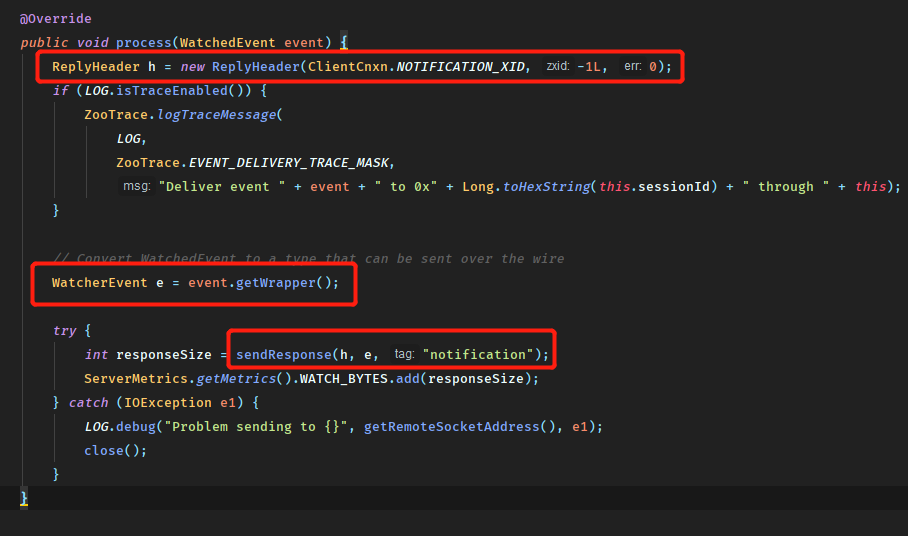 @Override
public void process(WatchedEvent event) {
ReplyHeader h = new ReplyHeader(ClientCnxn.NOTIFICATION_XID, zxid: -1L, err: 0);
if (LOG.isTraceEnabled()) {
ZooTrace.logTraceMessage(
LOG,
ZooTrace.EVENT_DELIVERY_TRACE_MASK,
msg: "Deliver event " + event + " to 0x" + Long.toHexString(this.sessionId) + " through " + this);
}
// Convert WatchedEvent to a type that can be sent over the wire
WatcherEvent e = event.getWrapper();
try {
int responseSize = sendResponse(h, e, tag: "notification");
ServerMetrics.getMetrics().WATCH_BYTES.add(responseSize);
} catch (IOException e1) {
LOG.debug("Problem sending to {}", getRemoteSocketAddress(), e1);
close();
}
}